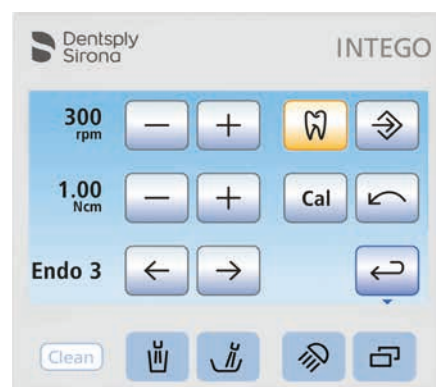 Dentsply
Sirona
INTEGO
300
rpm
1.00
Ncm
Cal
Endo 3
Clean